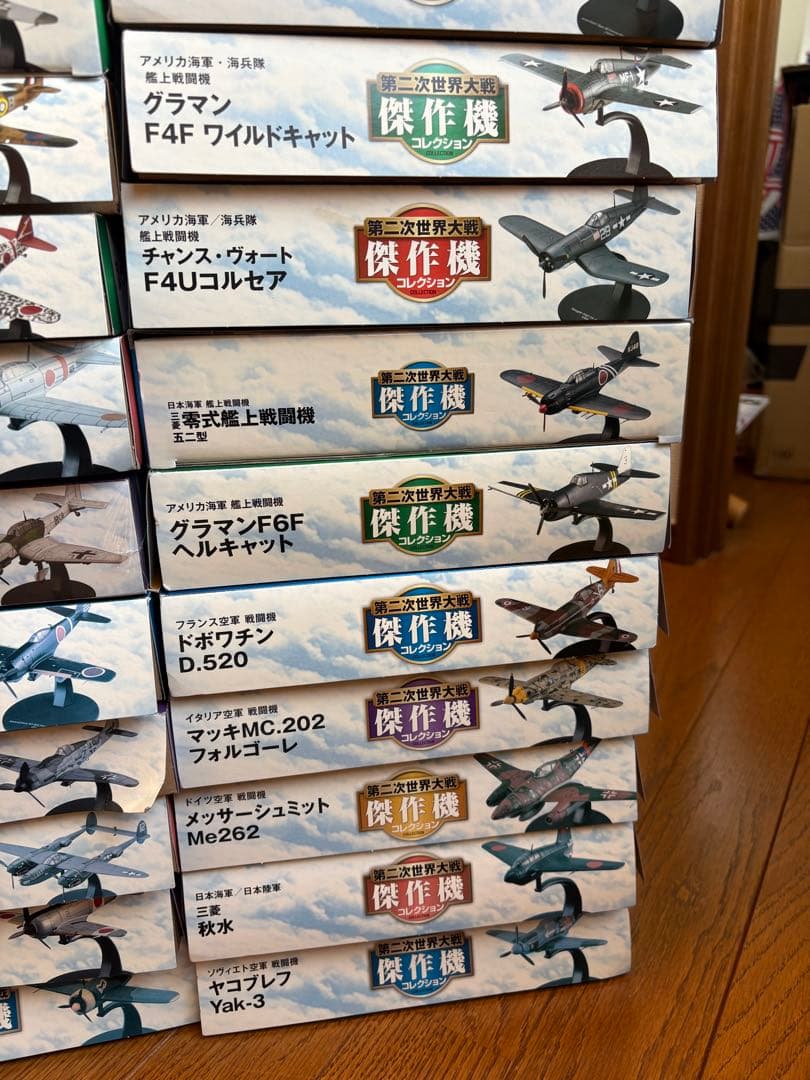 アメリカ海軍・海兵隊
艦上戦闘機
グラマン
F4F ワイルドキャット
第二次世界大戦
傑作機
コレクション
COLLECTION
MF-1
アメリカ海軍／海兵隊
艦上戦闘機
チャンス・ヴォート
F4Uコルセア
第二次世界大戦
傑作機
コレクション
COLLECTION
29
日本海軍 艦上戦闘機
三菱 零式艦上戦闘機
五二型
第二次世界大戦
傑作機
コレクション
アメリカ海軍 艦上戦闘機
グラマンF6F
ヘルキャット
第二次世界大戦
傑作機
コレクション
COLLECTION
フランス空軍 戦闘機
ドボワチン
D.520
第二次世界大戦
傑作機
コレクション
イタリア空軍 戦闘機
マッキMC.202
フォルゴーレ
第二次世界大戦
傑作機
コレクション
COLLECTION
ドイツ空軍 戦闘機
メッサーシュミット
Me262
第二次世界大戦
傑作機
コレクション
COLLECTION
日本海軍／日本陸軍
三菱
秋水
第二次世界大戦
傑作機
コレクション
COLLECTION
ソヴィエト空軍 戦闘機
ヤコブレフ
Yak-3
第二次世界大戦
傑作機
コレクション
COLLECTION